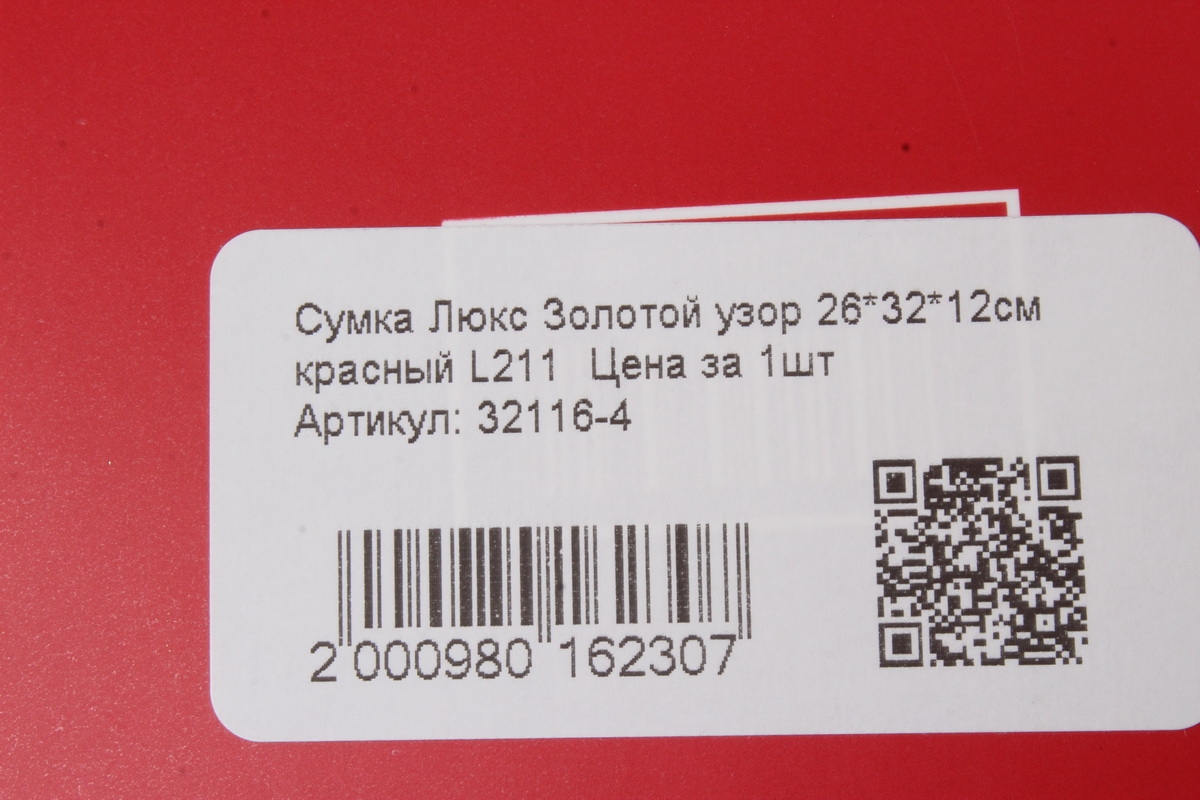 Сумка Люкс Золотой узор 26*32*12см
красный L211 Цена за 1шт
Артикул: 32116-4
2 000980 162307